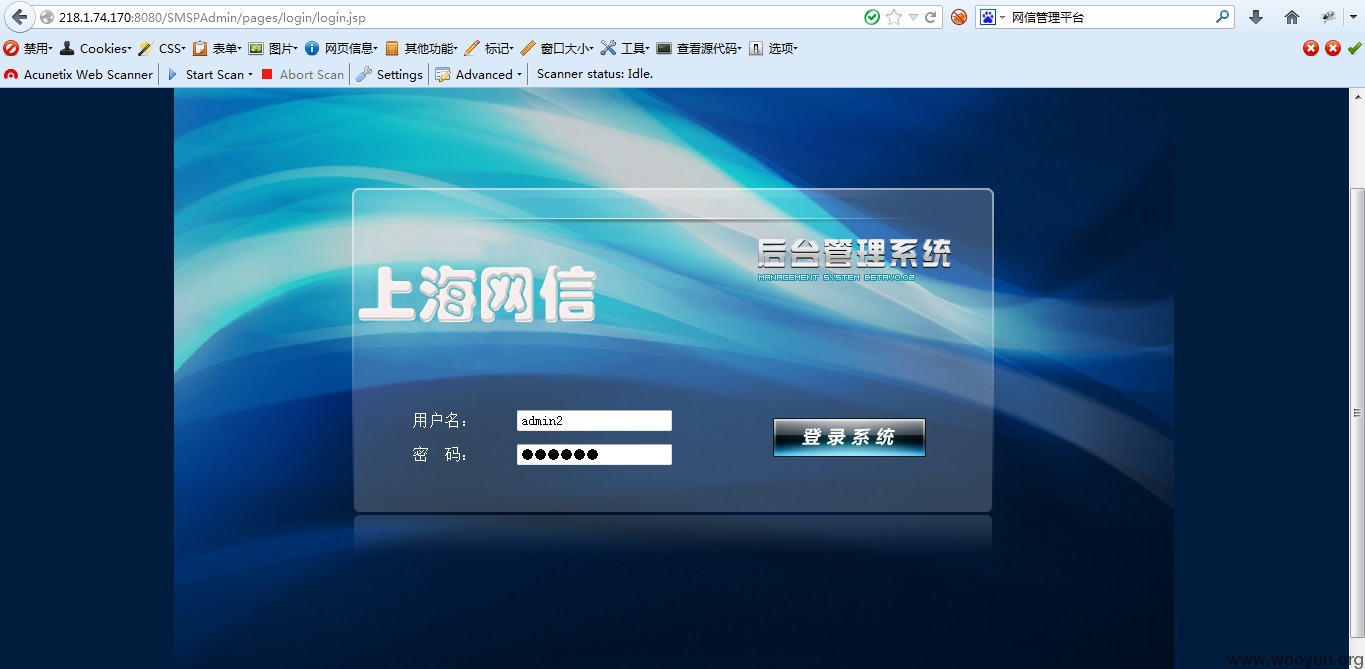 218.1.74.170:8080/SMSPAdmin/pages/login/login.jsp
网信管理平台
禁用 Cookies CSS 表单 图片 网页信息 其他功能 标记 窗口大小 工具 查看源代码 选项
Acunetix Web Scanner Start Scan Abort Scan Settings Advanced Scanner status: Idle.
后台管理系统
MANAGEMENT SYSTEM BETAV0.02
上海网信
用户名：
admin2
登录系统
密 码：
●●●●●●
www.wooyun.org